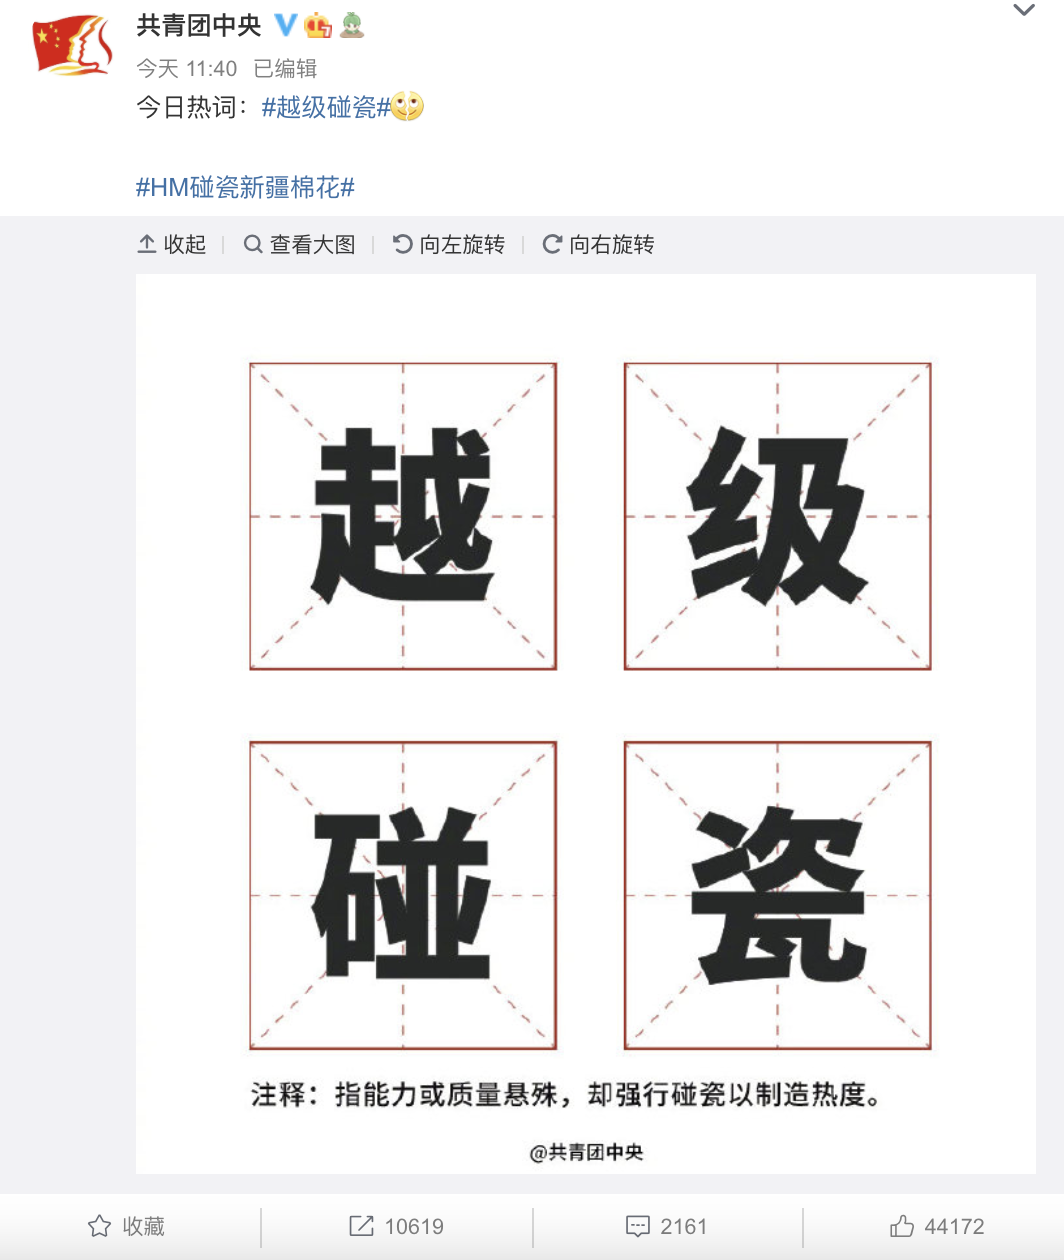 共青团中央
今天 11:40 已编辑
今日热词：#越级碰瓷#
#HM碰瓷新疆棉花#
收起 查看大图 向左旋转 向右旋转
越 级
碰 瓷
注释：指能力或质量悬殊，却强行碰瓷以制造热度。
@共青团中央
收藏 10619 2161 44172